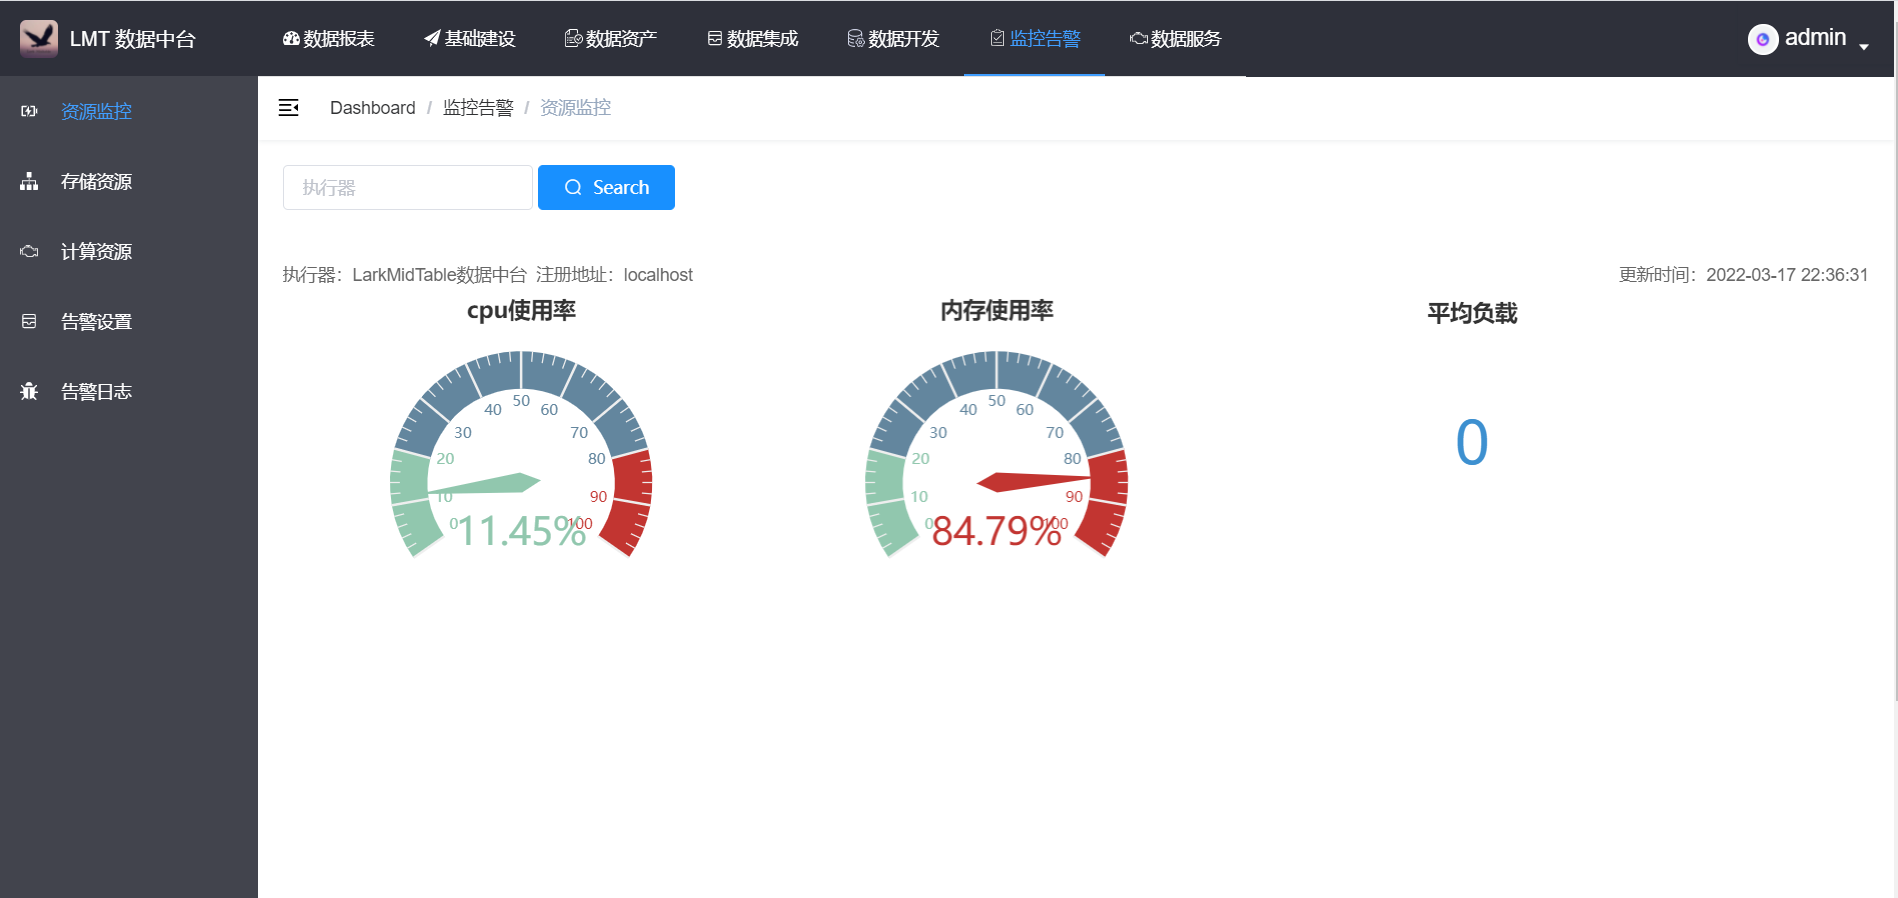 LMT 数据中台
数据报表 基础建设 数据资产 数据集成 数据开发 监控告警 数据服务
admin
资源监控
存储资源
计算资源
告警设置
告警日志
Dashboard / 监控告警 / 资源监控
执行器 Search
执行器：LarkMidTable数据中台 注册地址：localhost 更新时间：2022-03-17 22:36:31
cpu使用率
0 10 20 30 40 50 60 70 80 90 100
11.45%
内存使用率
0 10 20 30 40 50 60 70 80 90 100
84.79%
平均负载
0